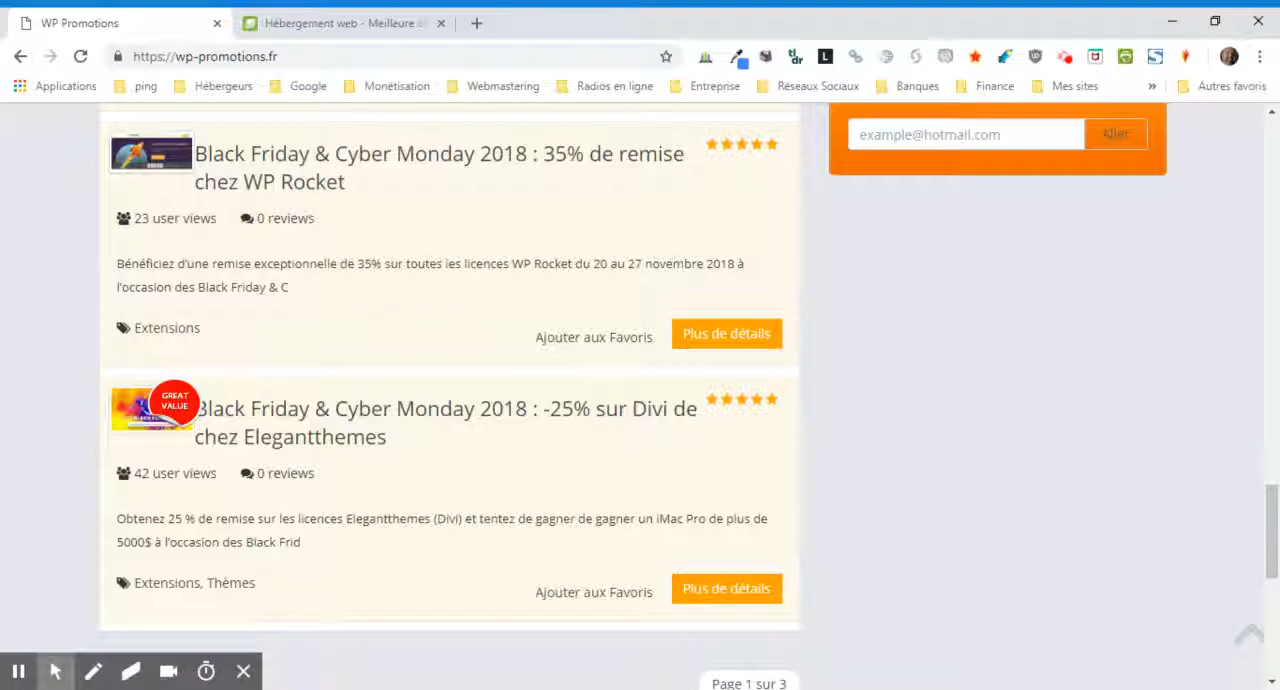 WP Promotions
Hébergement web - Meilleure
https://wp-promotions.fr
Applications
ping
Hébergeurs
Google
Monétisation
Webmastering
Radios en ligne
Entreprise
Réseaux Sociaux
Banques
Finance
Mes sites
»
Autres favoris
example@hotmail.com
Aller
Black Friday & Cyber Monday 2018 : 35% de remise
chez WP Rocket
23 user views
0 reviews
Bénéficiez d'une remise exceptionnelle de 35% sur toutes les licences WP Rocket du 20 au 27 novembre 2018 à
l'occasion des Black Friday & C
Extensions
Ajouter aux Favoris
Plus de détails
GREAT
VALUE
Black Friday & Cyber Monday 2018 : -25% sur Divi de
chez Elegantthemes
42 user views
0 reviews
Obtenez 25 % de remise sur les licences Elegantthemes (Divi) et tentez de gagner de gagner un iMac Pro de plus de
5000$ à l'occasion des Black Frid
Extensions, Thèmes
Ajouter aux Favoris
Plus de détails
Page 1 sur 3